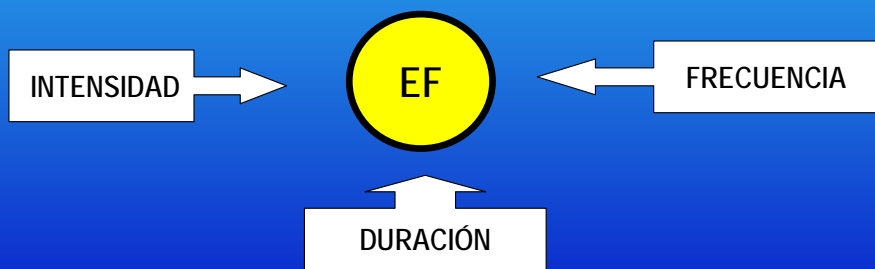 EF
INTENSIDAD
FRECUENCIA
DURACIÓN